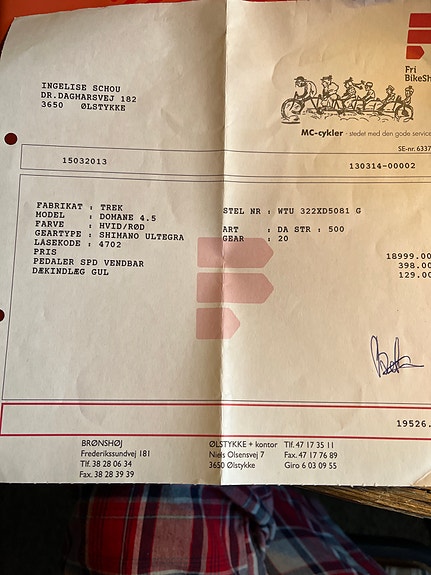 Fri
BikeSh
INGELISE SCHOU
DR.DAGMARSVEJ 182
3650 ØLSTYKKE
MC-cykler - stedet med den gode service
SE-nr. 6337
15032013 130314-00002
FABRIKAT : TREK STEL NR : WTU 322XD5081 G
MODEL : DOMANE 4.5
FARVE : HVID/RØD ART : DA STR : 500
GEARTYPE : SHIMANO ULTEGRA GEAR : 20
LÅSEKODE : 4702
PRIS 18999.00
PEDALER SPD VENDBAR 398.00
DÆKINDLÆG GUL 129.00
19526.
BRØNSHØJ ØLSTYKKE + kontor Tlf. 47 17 35 11
Frederikssundvej 181 Niels Olsensvej 7 Fax. 47 17 76 89
Tlf. 38 28 06 34 3650 Ølstykke Giro 6 03 09 55
Fax. 38 28 39 39